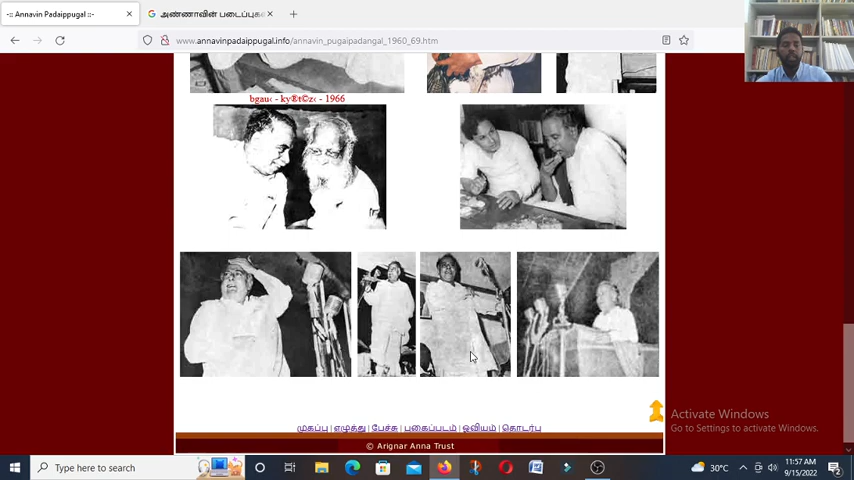 -:: Annavin Padaippugal ::-
அண்ணாவின் படைப்புகள்
www.annavinpadaippugal.info/annavin_pugaipadangal_1960_69.htm
bgau‹ - ky®t©z‹ - 1966
முகப்பு | எழுத்து | பேச்சு | புகைப்படம் | ஓவியம் | தொடர்பு
© Arignar Anna Trust
Activate Windows
Go to Settings to activate Windows.
Type here to search
30°C
11:57 AM
9/15/2022
2